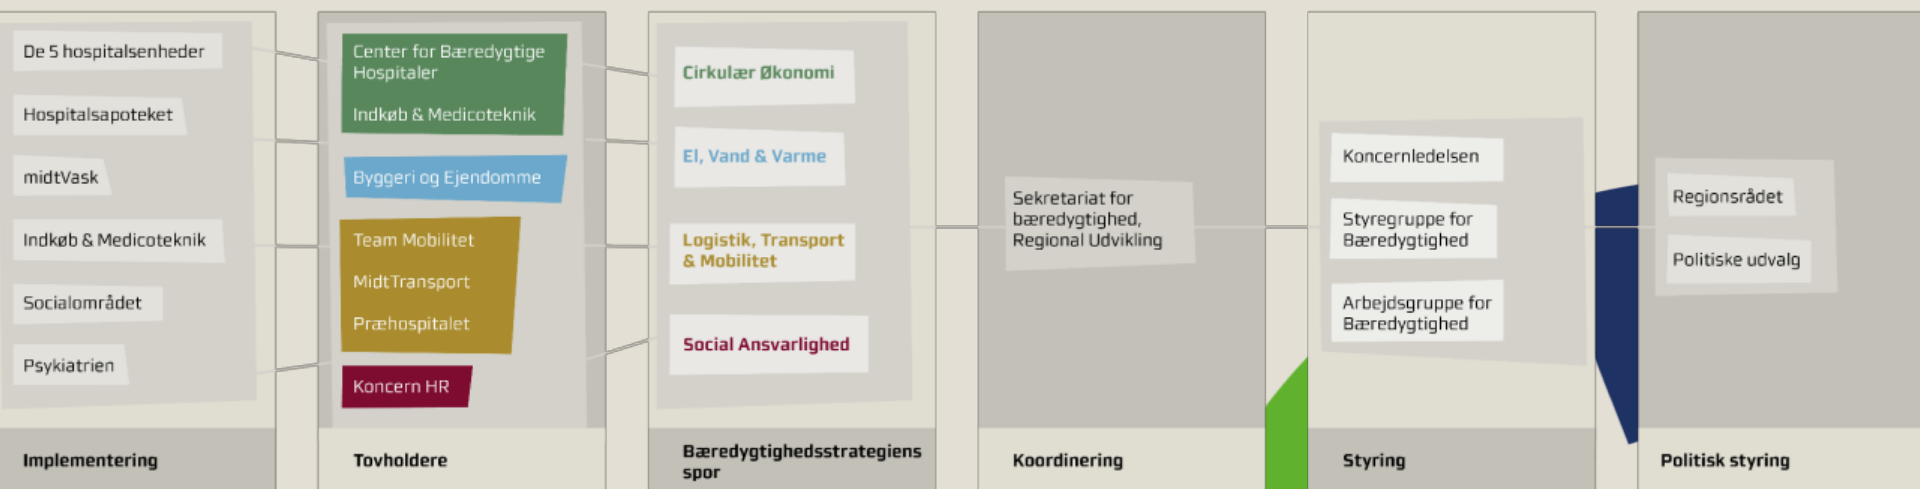 De 5 hospitalsenheder
Hospitalsapoteket
midtVask
Indkøb & Medicoteknik
Socialområdet
Psykiatrien
Implementering
Center for Bæredygtige
Hospitaler
Indkøb & Medicoteknik
Byggeri og Ejendomme
Team Mobilitet
MidtTransport
Præhospitalet
Koncern HR
Tovholdere
Cirkulær Økonomi
El, Vand & Varme
Logistik, Transport
& Mobilitet
Social Ansvarlighed
Bæredygtighedsstrategiens
spor
Sekretariat for
bæredygtighed,
Regional Udvikling
Koordinering
Koncernledelsen
Styregruppe for
Bæredygtighed
Arbejdsgruppe for
Bæredygtighed
Styring
Regionsrådet
Politiske udvalg
Politisk styring